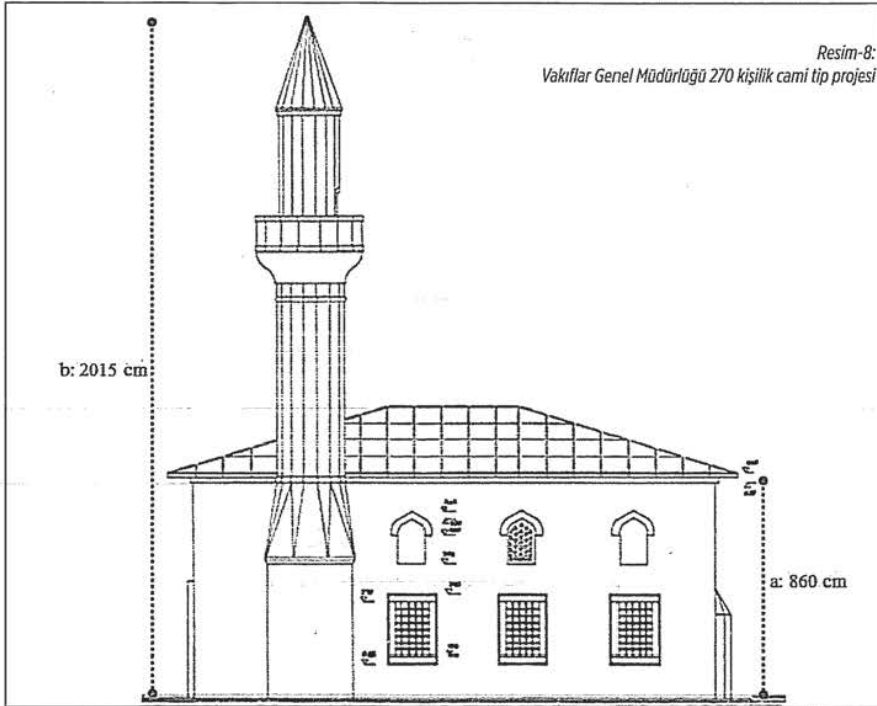 Resim-8:
Vakıflar Genel Müdürlüğü 270 kişilik cami tip projesi
b: 2015 cm
a: 860 cm